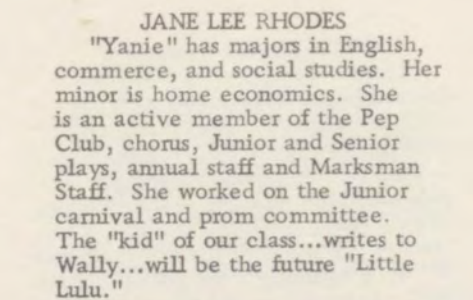 JANE LEE RHODES
"Yanie" has majors in English,
commerce, and social studies. Her
minor is home economics. She
is an active member of the Pep
Club, chorus, Junior and Senior
plays, annual staff and Marksman
Staff. She worked on the Junior
carnival and prom committee.
The "kid" of our class...writes to
Wally...will be the future "Little
Lulu."